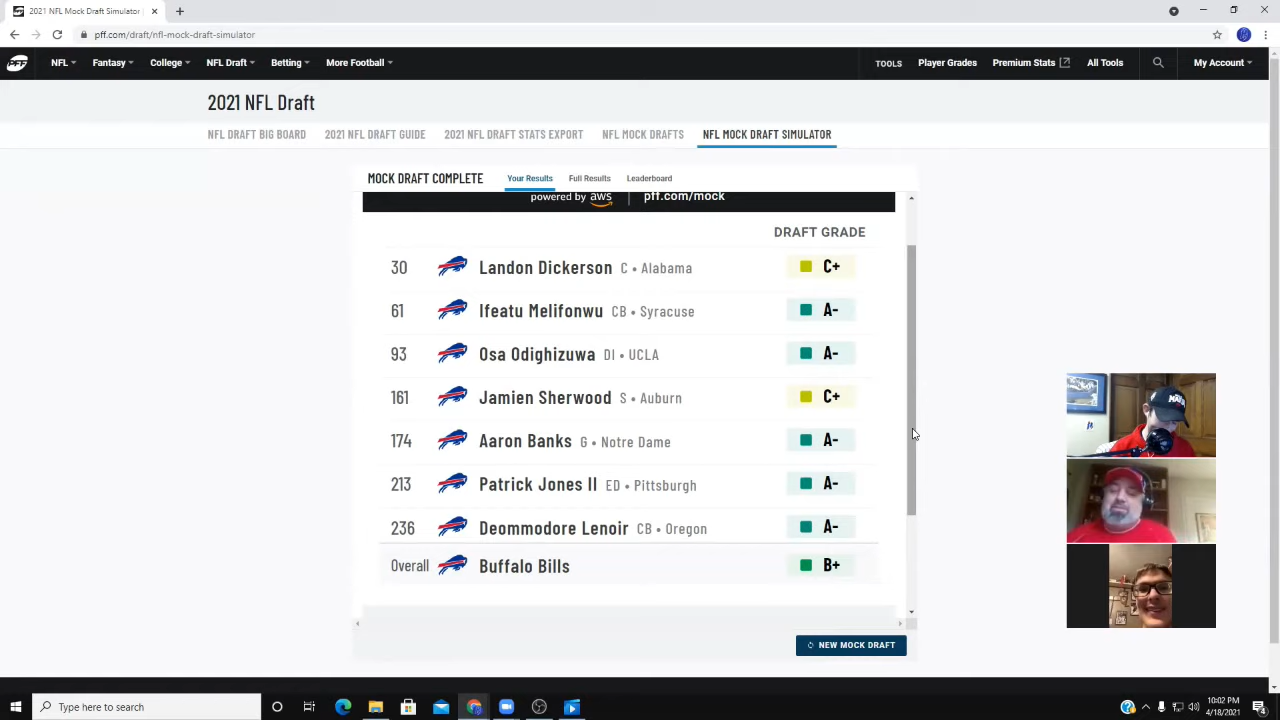 2021 NFL Mock Draft Simulator |
pff.com/draft/nfl-mock-draft-simulator
PFF NFL Fantasy College NFL Draft Betting More Football TOOLS Player Grades Premium Stats All Tools My Account
2021 NFL Draft
NFL DRAFT BIG BOARD 2021 NFL DRAFT GUIDE 2021 NFL DRAFT STATS EXPORT NFL MOCK DRAFTS NFL MOCK DRAFT SIMULATOR
MOCK DRAFT COMPLETE Your Results Full Results Leaderboard
powered by aws | pff.com/mock
DRAFT GRADE
30 Landon Dickerson C • Alabama C+
61 Ifeatu Melifonwu CB • Syracuse A-
93 Osa Odighizuwa DI • UCLA A-
161 Jamien Sherwood S • Auburn C+
174 Aaron Banks G • Notre Dame A-
213 Patrick Jones II ED • Pittsburgh A-
236 Deommodore Lenoir CB • Oregon A-
Overall Buffalo Bills B+
NEW MOCK DRAFT
Type here to search
10:02 PM
4/18/2021
4